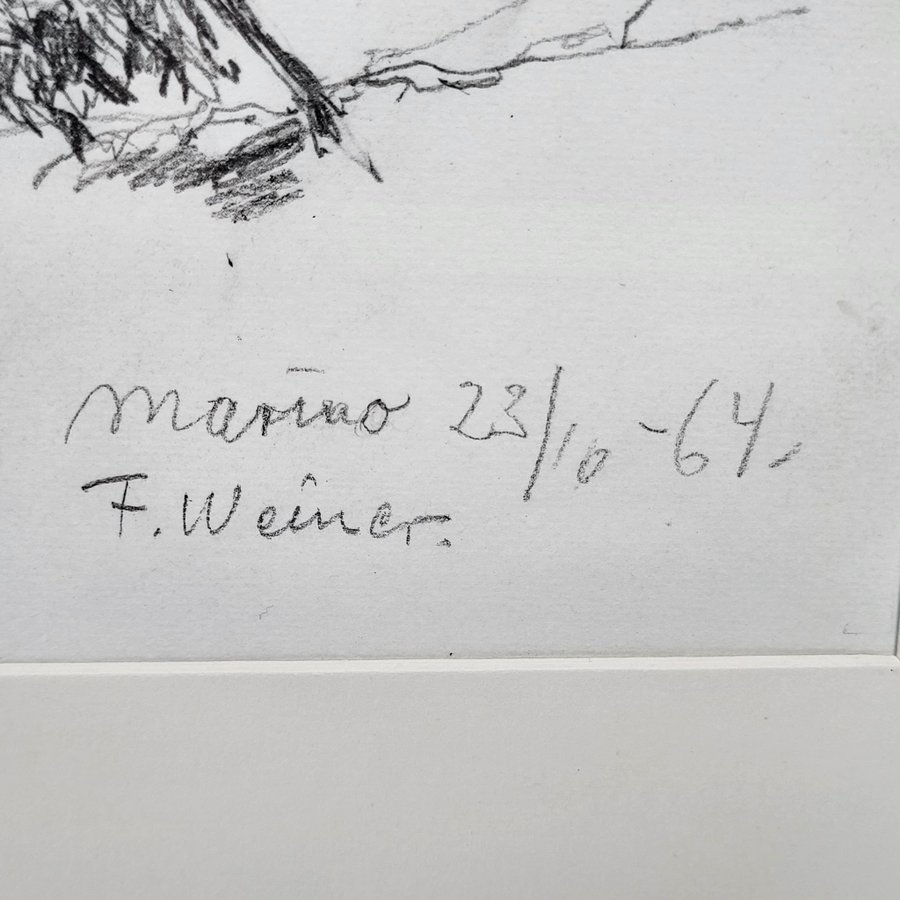 Marino 23/10-64.
F. Weiner.